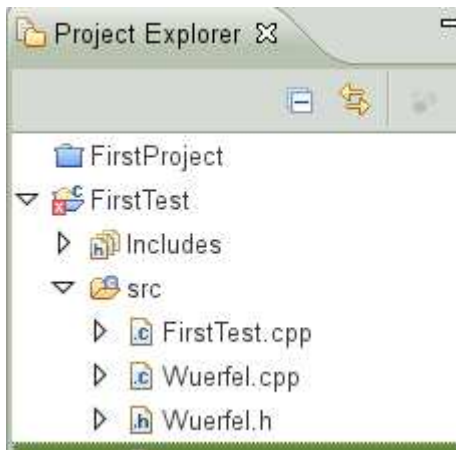 Project Explorer
FirstProject
FirstTest
Includes
src
FirstTest.cpp
Wuerfel.cpp
Wuerfel.h